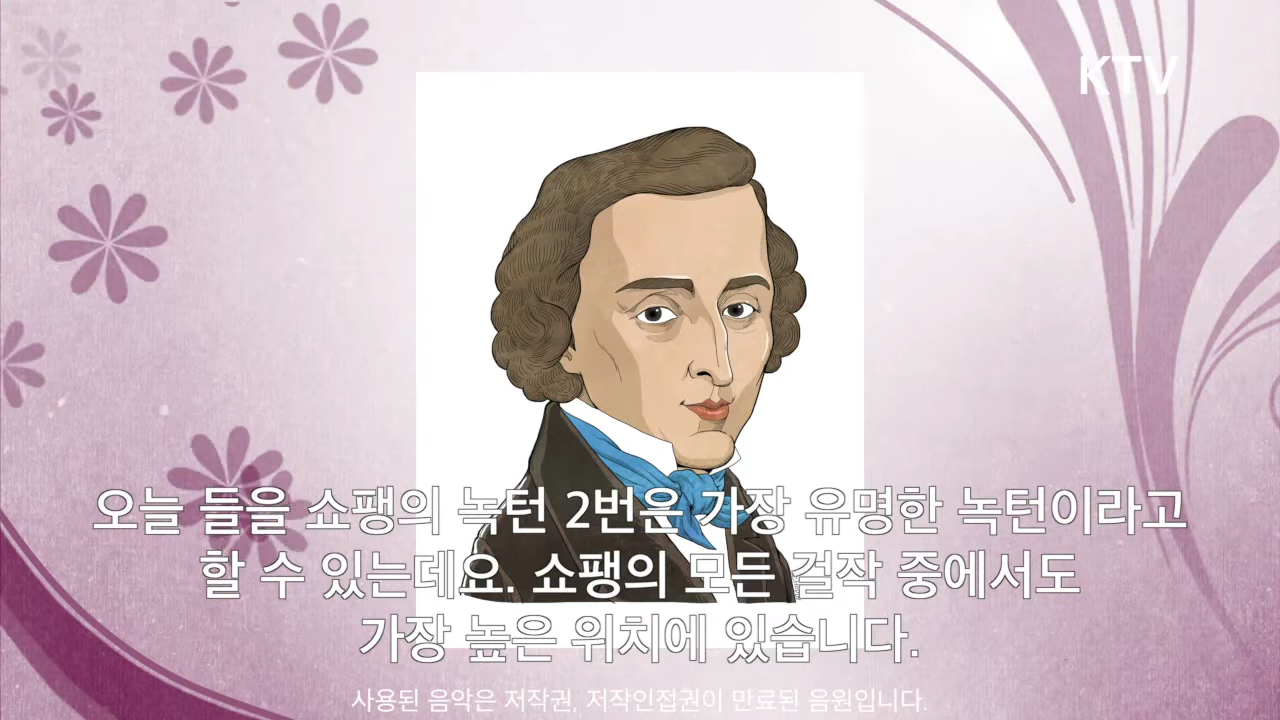 KTV
오늘 들을 쇼팽의 녹턴 2번은 가장 유명한 녹턴이라고
할 수 있는데요. 쇼팽의 모든 걸작 중에서도
가장 높은 위치에 있습니다.
사용된 음악은 저작권, 저작인접권이 만료된 음원입니다.